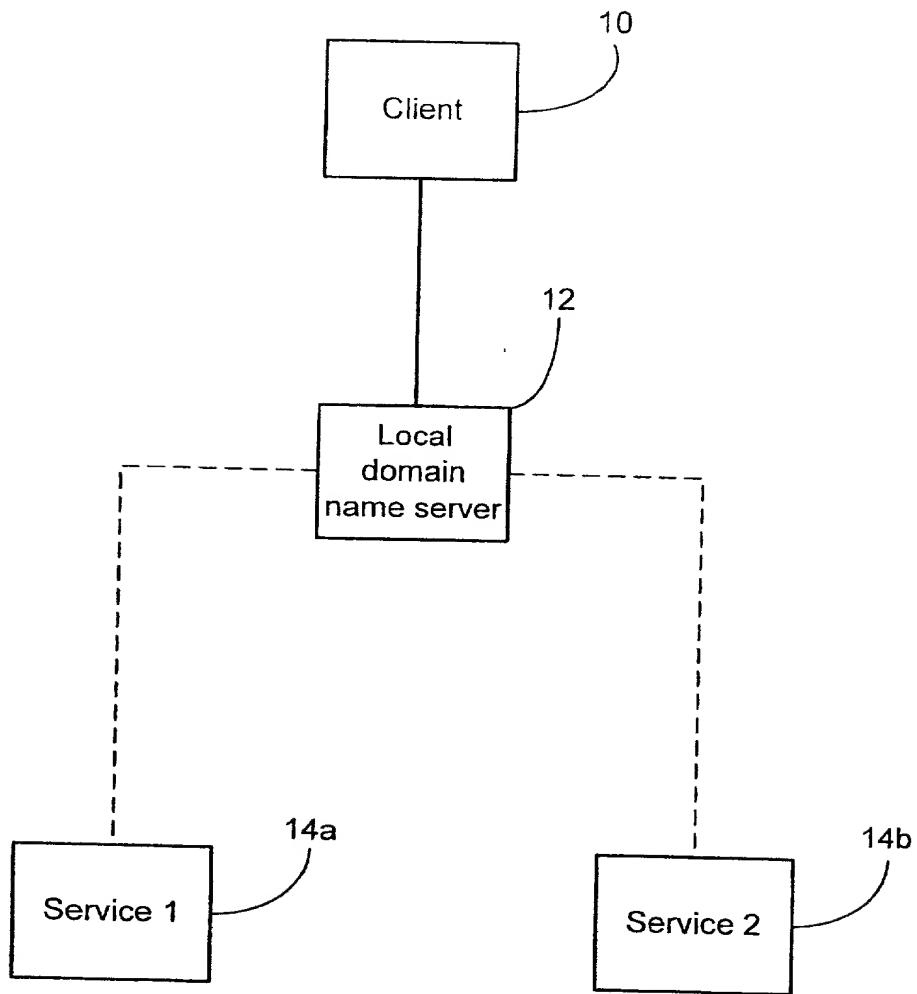 10
Client
12
Local
domain
name server
14a
Service 1
14b
Service 2